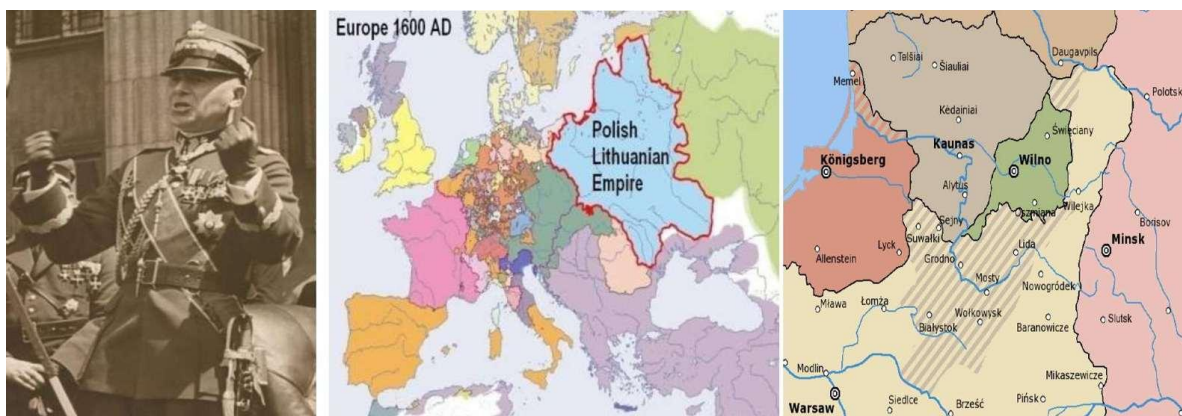 Europe 1600 AD
Polish
Lithuanian
Empire
Daugavpils
Telšiai
Šiauliai
Memel
Polotsk
Kėdainiai
Święciany
Kaunas
Königsberg
Wilno
Alytus
Oszmiana
Wilejka
Sejny
Borisov
Suwałki
Lyck
Lida
Minsk
Allenstein
Grodno
Mosty
Nowogródek
Mława
Łomża
Wołkowysk
Białystok
Baranowicze
Slutsk
Modlin
Mikaszewicze
Warsaw
Siedlce
Brześć
Pińsk